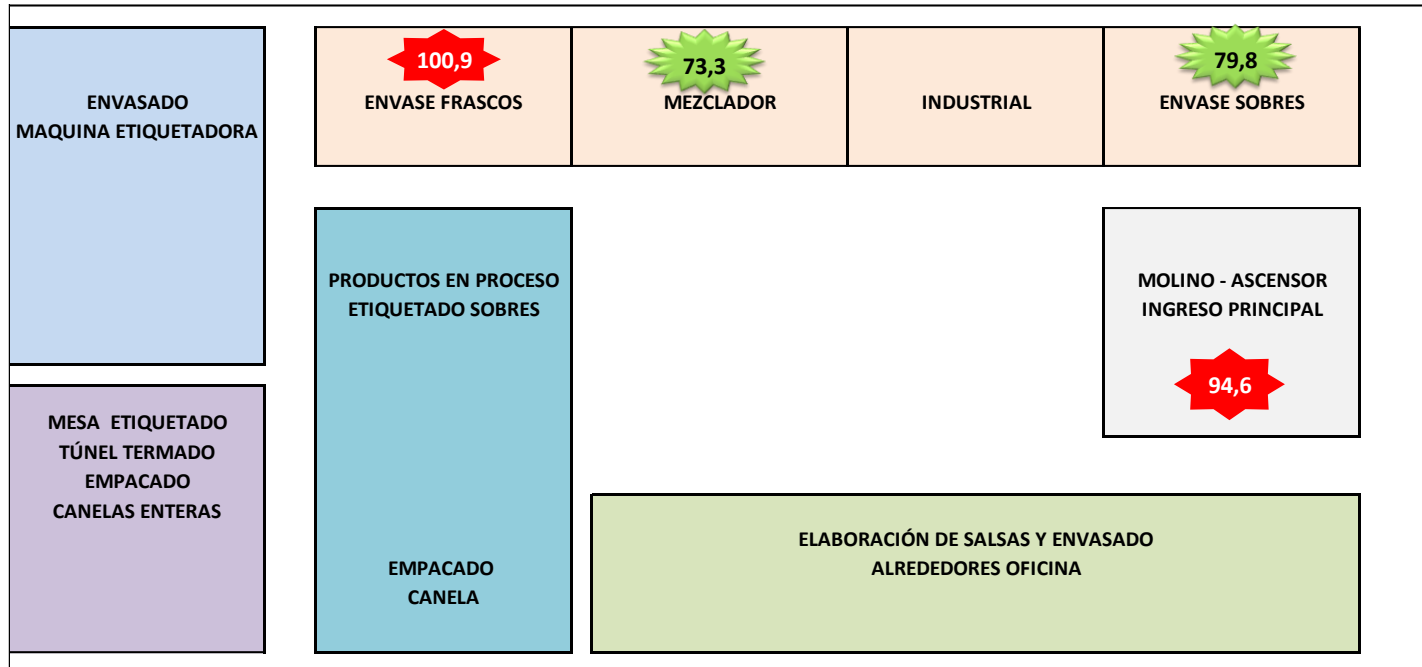 ENVASADO
MAQUINA ETIQUETADORA
100,9
ENVASE FRASCOS
73,3
MEZCLADOR
INDUSTRIAL
79,8
ENVASE SOBRES
PRODUCTOS EN PROCESO
ETIQUETADO SOBRES
MOLINO - ASCENSOR
INGRESO PRINCIPAL
94,6
MESA ETIQUETADO
TÚNEL TERMADO
EMPACADO
CANELAS ENTERAS
EMPACADO
CANELA
ELABORACIÓN DE SALSAS Y ENVASADO
ALREDEDORES OFICINA